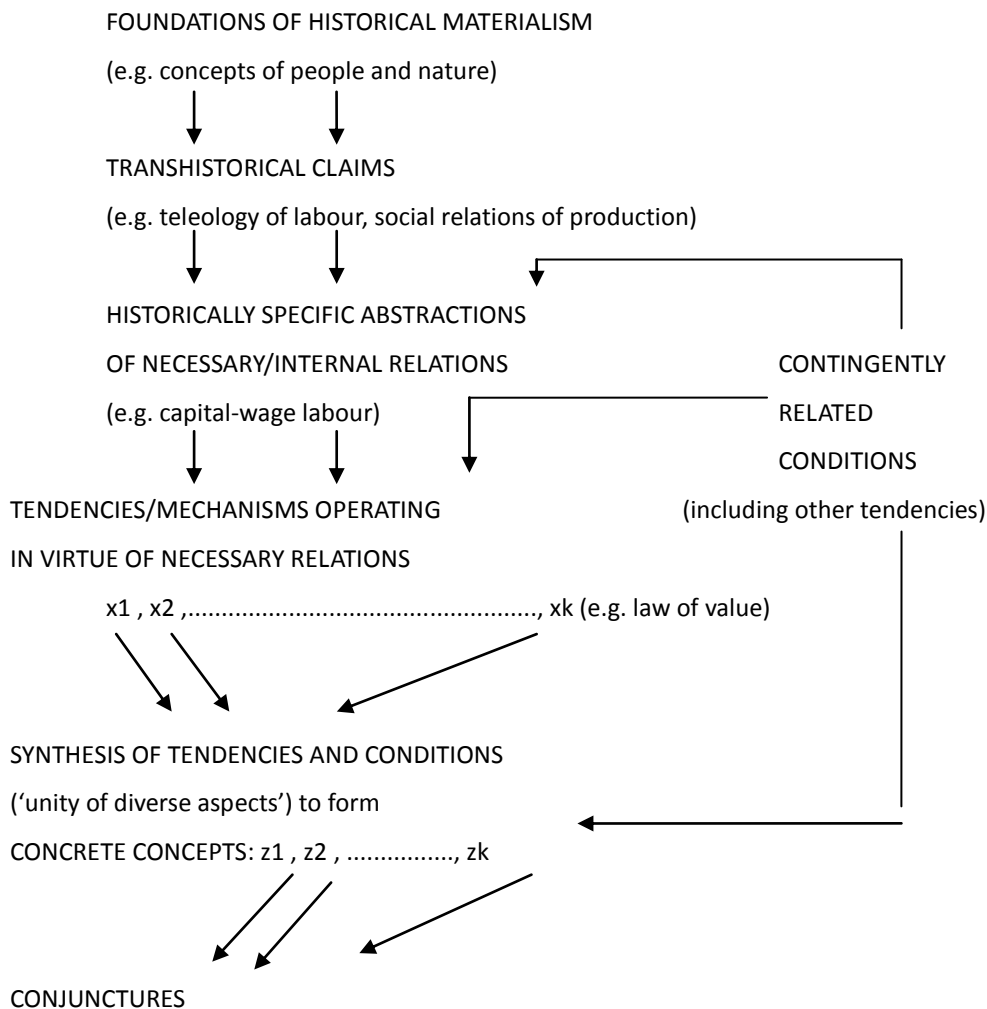 FOUNDATIONS OF HISTORICAL MATERIALISM
(e.g. concepts of people and nature)
TRANSHISTORICAL CLAIMS
(e.g. teleology of labour, social relations of production)
HISTORICALLY SPECIFIC ABSTRACTIONS
OF NECESSARY/INTERNAL RELATIONS
(e.g. capital-wage labour)
CONTINGENTLY
RELATED
CONDITIONS
(including other tendencies)
TENDENCIES/MECHANISMS OPERATING
IN VIRTUE OF NECESSARY RELATIONS
x1 , x2 ,......................................................, xk (e.g. law of value)
SYNTHESIS OF TENDENCIES AND CONDITIONS
(‘unity of diverse aspects’) to form
CONCRETE CONCEPTS: z1 , z2 , ................, zk
CONJUNCTURES